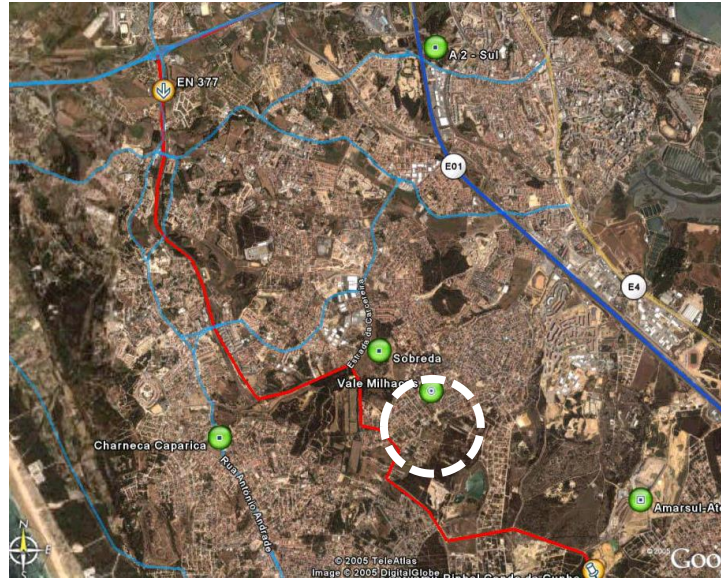 A 2 - Sul
EN 377
E01
E4
Estrada da
Sobreda
Vale Milhaços
Charneca Caparica
Rua António Andrade
Amarsul-Ate
N
E
© 2005 TeleAtlas
Image © 2005 DigitalGlobe
© 2005
Goo